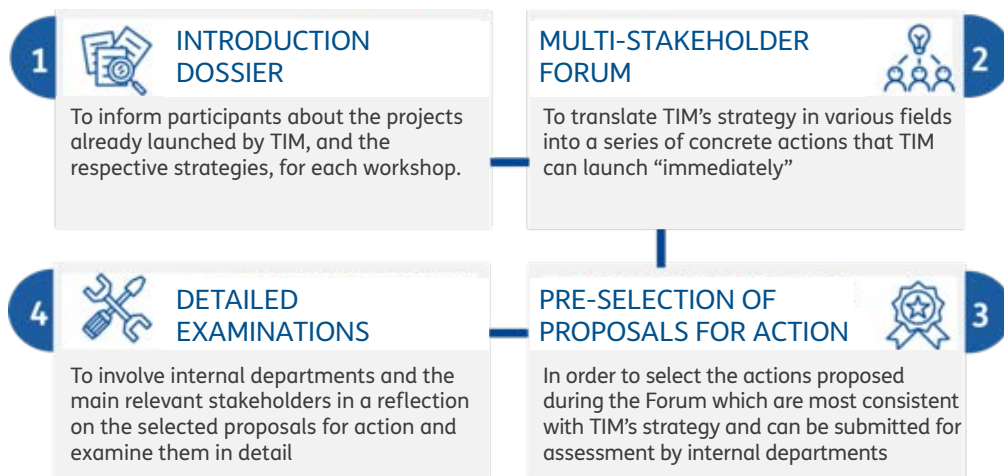 1
INTRODUCTION
DOSSIER
To inform participants about the projects
already launched by TIM, and the
respective strategies, for each workshop.
MULTI-STAKEHOLDER
FORUM
2
To translate TIM’s strategy in various fields
into a series of concrete actions that TIM
can launch “immediately”
PRE-SELECTION OF
PROPOSALS FOR ACTION
3
In order to select the actions proposed
during the Forum which are most consistent
with TIM’s strategy and can be submitted for
assessment by internal departments
4
DETAILED
EXAMINATIONS
To involve internal departments and the
main relevant stakeholders in a reflection
on the selected proposals for action and
examine them in detail